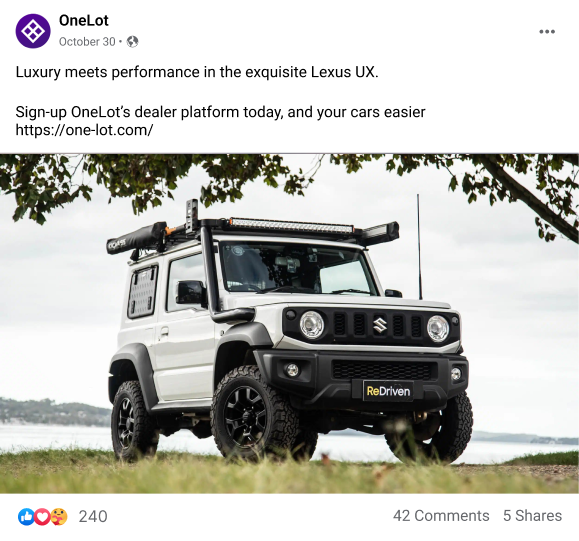 OneLot
October 30 •
Luxury meets performance in the exquisite Lexus UX.
Sign-up OneLot’s dealer platform today, and your cars easier
https://one-lot.com/
ReDriven
240
42 Comments 5 Shares